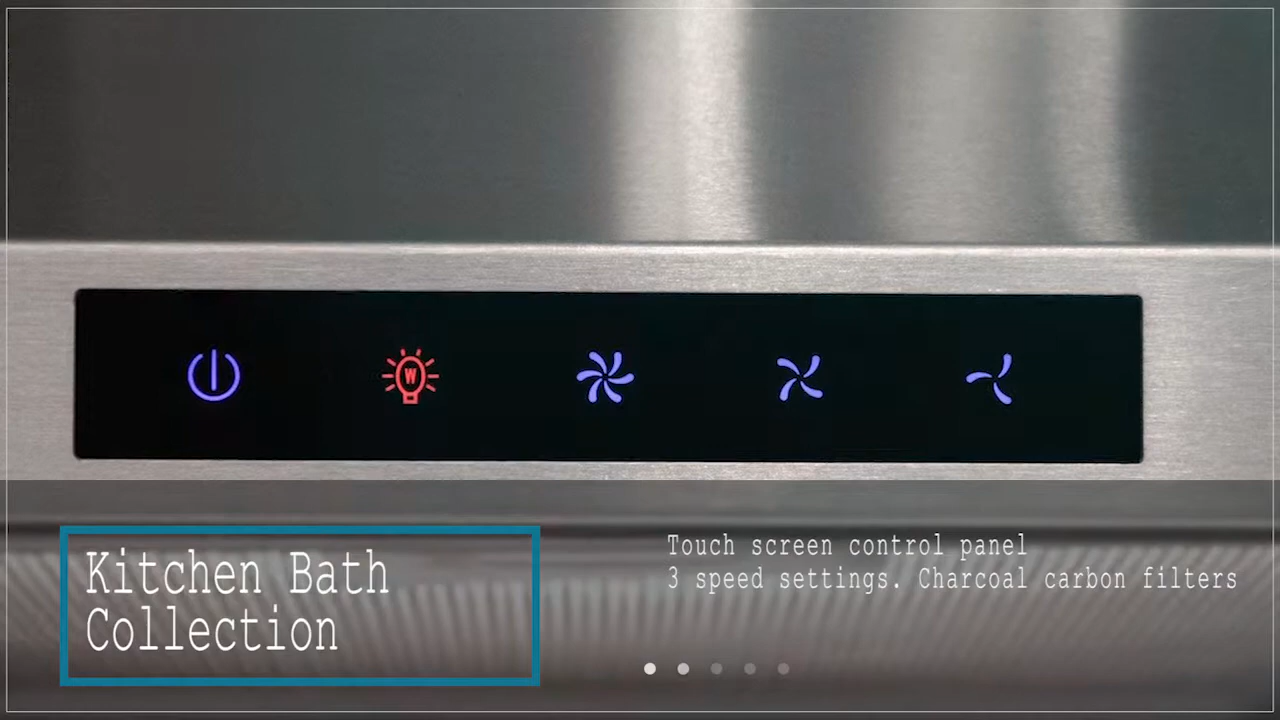 W
Kitchen Bath
Collection
Touch screen control panel
3 speed settings. Charcoal carbon filters